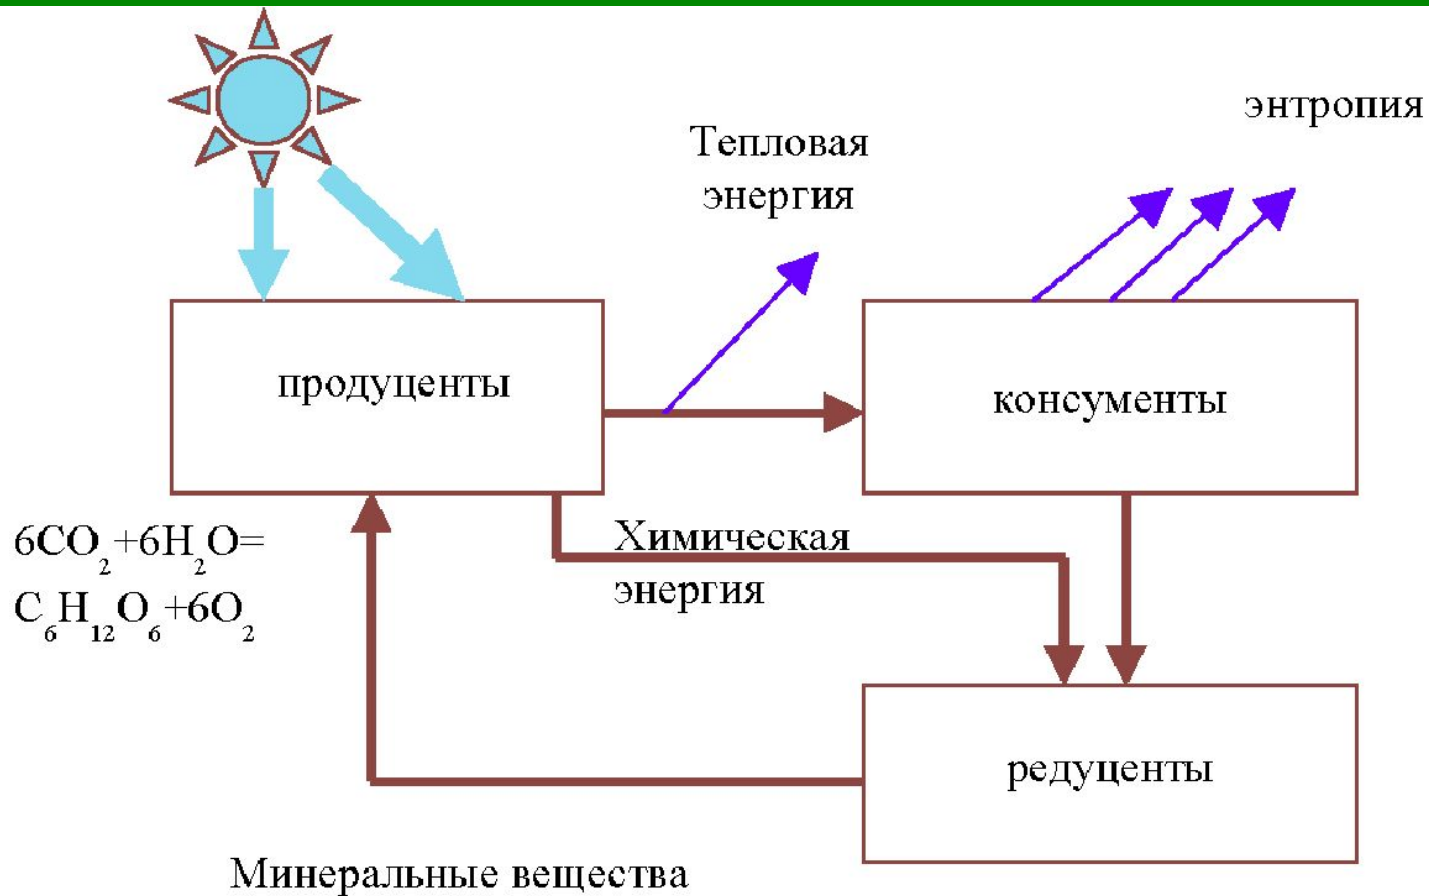 энтропия
Тепловая
энергия
продуценты
консументы
6CO₂+6H₂O=
C₆H₁₂O₆+6O₂
Химическая
энергия
редуценты
Минеральные вещества